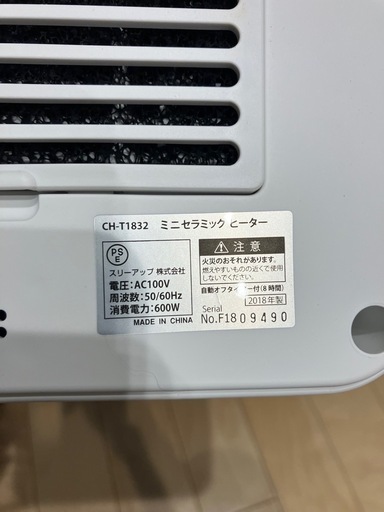 CH-T1832 ミニセラミック ヒーター
PS
E
スリーアップ 株式会社
電圧:AC100V
周波数:50/60Hz
消費電力:600W
MADE IN CHINA
注意
火災のおそれがあります。
燃えやすいものの近くで使用
しないでください。
自動オフタイマー付(8時間)
2018年製
Serial
No.F1809490